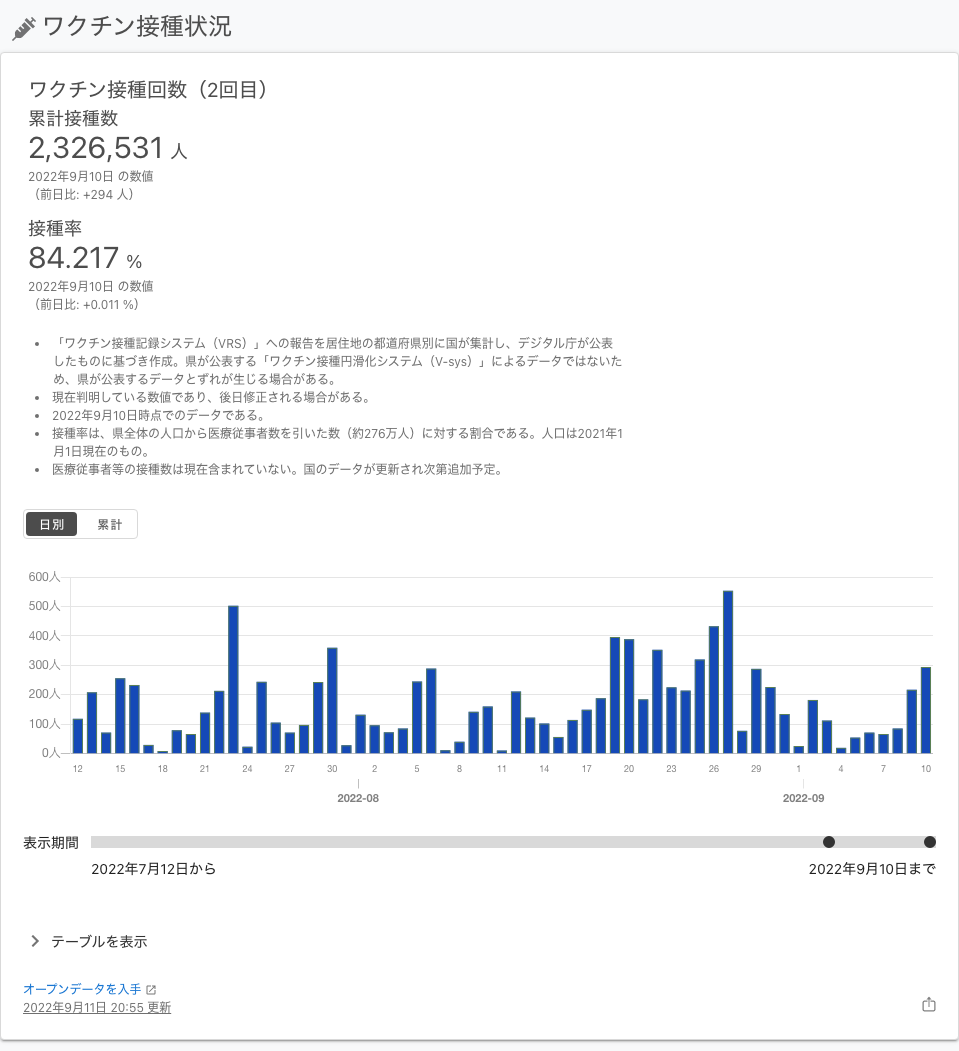 ワクチン接種状況
ワクチン接種回数（2回目）
累計接種数
2,326,531 人
2022年9月10日 の数値
（前日比: +294 人）
接種率
84.217 %
2022年9月10日 の数値
（前日比: +0.011 %）
• 「ワクチン接種記録システム（VRS）」への報告を居住地の都道府県別に国が集計し、デジタル庁が公表
したものに基づき作成。県が公表する「ワクチン接種円滑化システム（V-sys）」によるデータではないた
め、県が公表するデータとずれが生じる場合がある。
• 現在判明している数値であり、後日修正される場合がある。
• 2022年9月10日時点でのデータである。
• 接種率は、県全体の人口から医療従事者数を引いた数（約276万人）に対する割合である。人口は2021年1
月1日現在のもの。
• 医療従事者等の接種数は現在含まれていない。国のデータが更新され次第追加予定。
日別 累計
600人
500人
400人
300人
200人
100人
0人
12 15 18 21 24 27 30 2 5 8 11 14 17 20 23 26 29 1 4 7 10
2022-08 2022-09
表示期間
2022年7月12日から 2022年9月10日まで
テーブルを表示
オープンデータを入手
2022年9月11日 20:55 更新